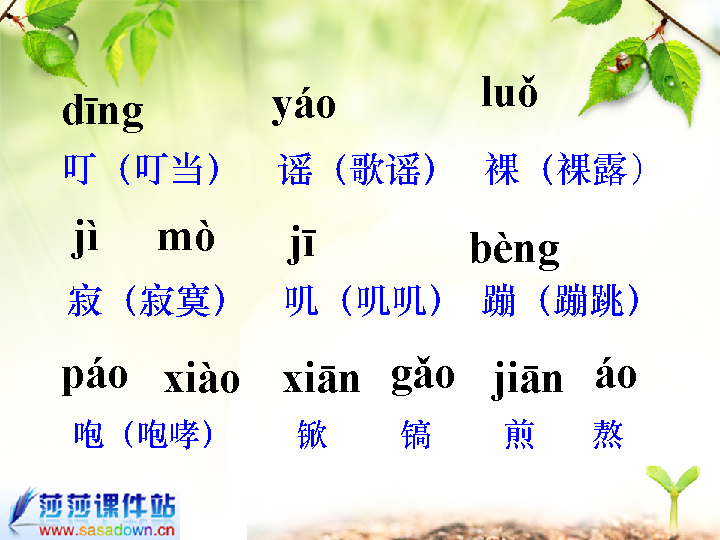 dīng yáo luǒ
叮（叮当） 谣（歌谣） 裸（裸露）
jì mò jī bèng
寂（寂寞） 叽（叽叽） 蹦（蹦跳）
páo xiào xiān gǎo jiān áo
咆（咆哮） 锨 镐 煎 熬
莎莎课件站
www.sasadown.cn